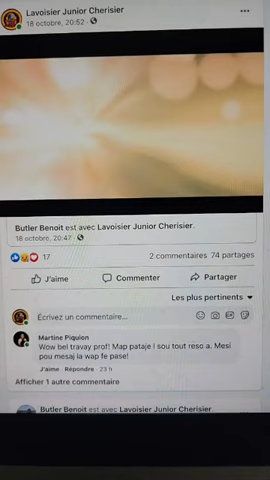 Lavoisier Junior Cherisier
18 octobre, 20:52 ·
Butler Benoit est avec Lavoisier Junior Cherisier.
18 octobre, 20:47 ·
17
2 commentaires 74 partages
J'aime Commenter Partager
Les plus pertinents
Écrivez un commentaire...
GIF
Martine Piquion
Wow bel travay prof! Map pataje l sou tout reso a. Mesi
pou mesaj la wap fe pase!
J'aime Répondre 23 h
Afficher 1 autre commentaire
Butler Benoit est avec Lavoisier Junior Cherisier.